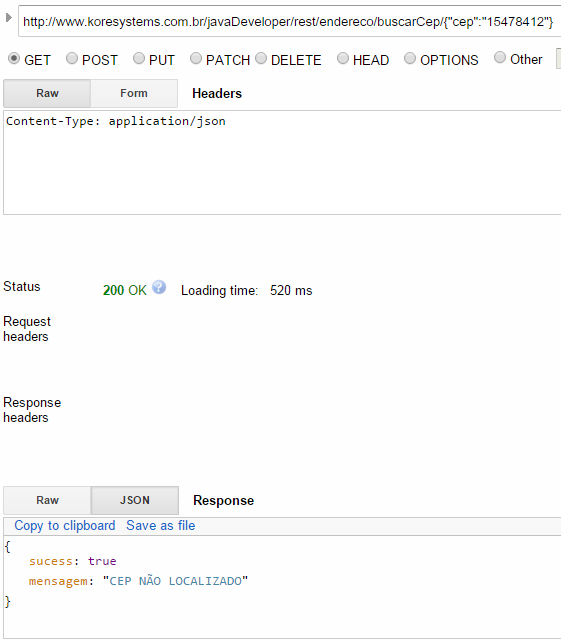 http://www.koresystems.com.br/javaDeveloper/rest/endereco/buscarCep/{"cep":"15478412"}
GET POST PUT PATCH DELETE HEAD OPTIONS Other
Raw Form Headers
Content-Type: application/json
Status 200 OK ? Loading time: 520 ms
Request
headers
Response
headers
Raw JSON Response
Copy to clipboard Save as file
{
sucess: true
mensagem: "CEP NÃO LOCALIZADO"
}